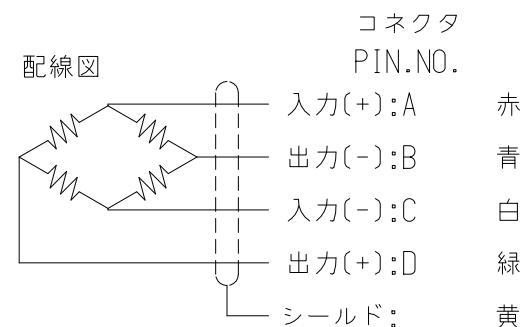 コネクタ
配線図 PIN.NO.
入力(+):A 赤
出力(-):B 青
入力(-):C 白
出力(+):D 緑
シールド: 黄